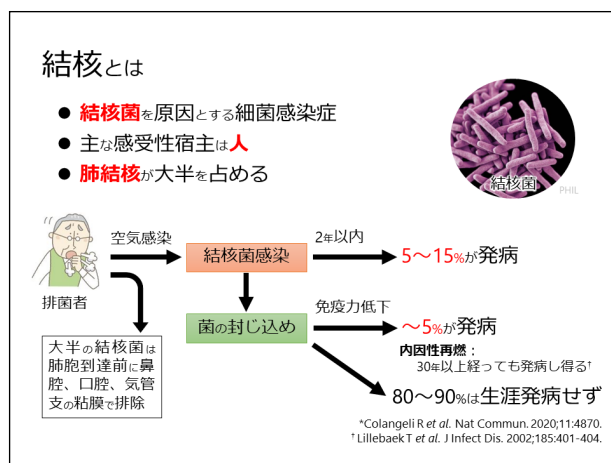 結核とは
● 結核菌を原因とする細菌感染症
● 主な感受性宿主は人
● 肺結核が大半を占める
結核菌
PHIL
排菌者
空気感染
結核菌感染
2年以内
5～15%が発病
菌の封じ込め
免疫力低下
～5%が発病
内因性再燃：
30年以上経っても発病し得る†
80～90%は生涯発病せず
大半の結核菌は
肺胞到達前に鼻
腔、口腔、気管
支の粘膜で排除
*Colangeli R et al. Nat Commun. 2020;11:4870.
†Lillebaek T et al. J Infect Dis. 2002;185:401-404.